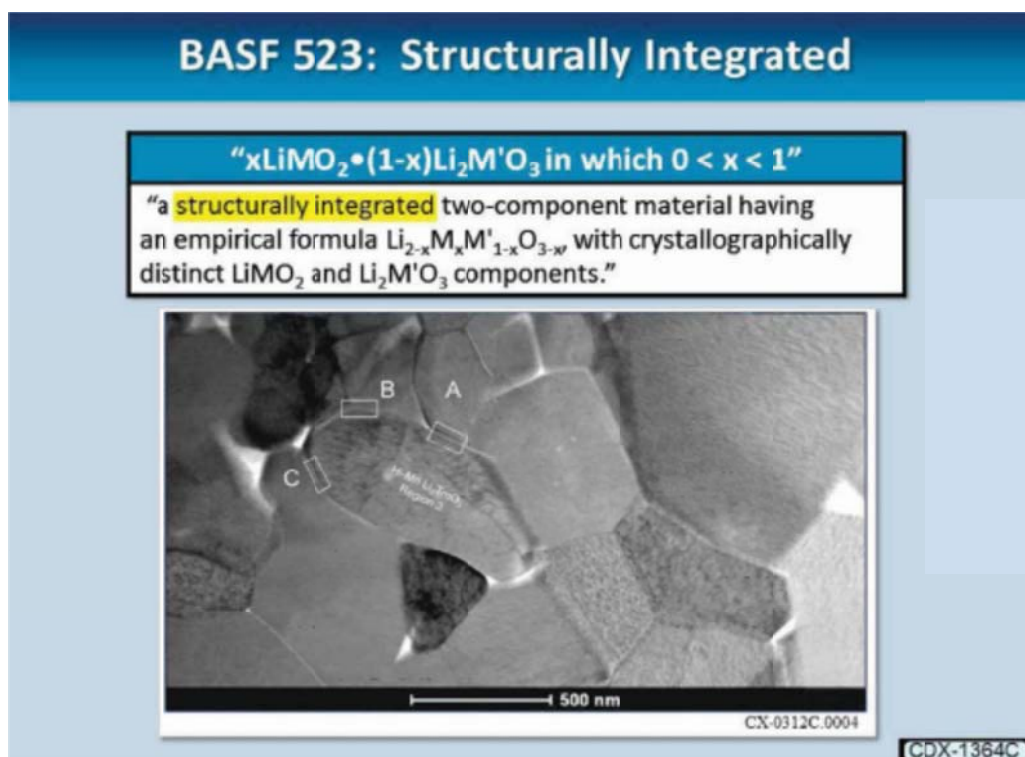 BASF 523: Structurally Integrated
“xLiMO₂•(1-x)Li₂M'O₃ in which 0 < x < 1”
“a structurally integrated two-component material having
an empirical formula Li₂₋ₓMₓM'₁₋ₓO₃₋ₓ, with crystallographically
distinct LiMO₂ and Li₂M'O₃ components.”
B
A
C
Region 3
500 nm
CX-0312C.0004
CDX-1364C